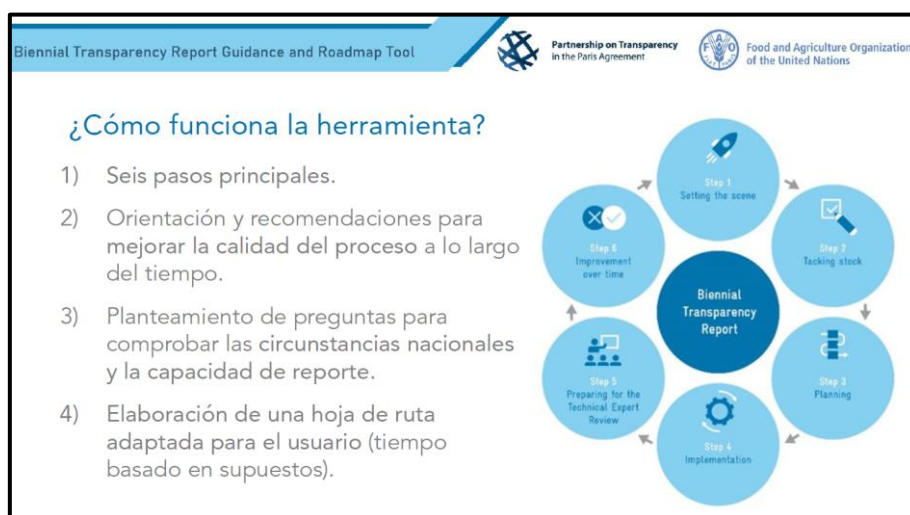 Biennial Transparency Report Guidance and Roadmap Tool
Partnership on Transparency
in the Paris Agreement
FAO
FIAT PANIS
Food and Agriculture Organization
of the United Nations
¿Cómo funciona la herramienta?
1) Seis pasos principales.
2) Orientación y recomendaciones para
mejorar la calidad del proceso a lo largo
del tiempo.
3) Planteamiento de preguntas para
comprobar las circunstancias nacionales
y la capacidad de reporte.
4) Elaboración de una hoja de ruta
adaptada para el usuario (tiempo
basado en supuestos).
Step 1
Setting the scene
Step 2
Tacking stock
Step 3
Planning
Step 4
Implementation
Step 5
Preparing for the
Technical Expert
Review
Step 6
Improvement
over time
Biennial
Transparency
Report